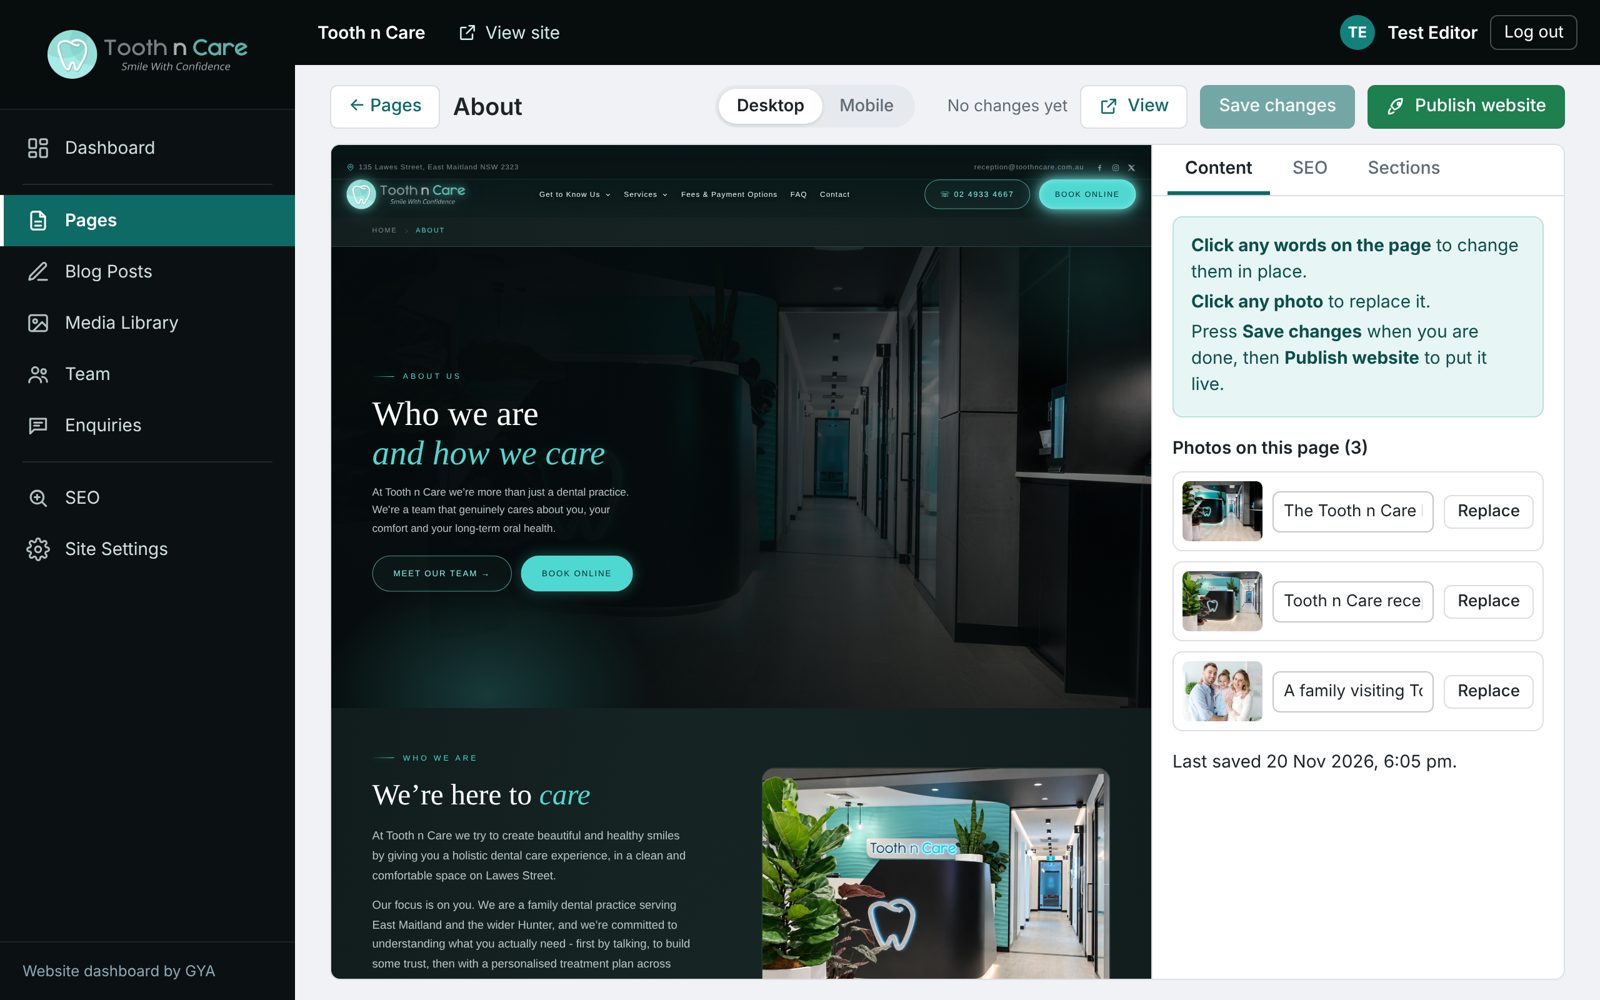 Tooth n Care
Smile With Confidence
Tooth n Care
View site
TE
Test Editor
Log out
Dashboard
Pages
Blog Posts
Media Library
Team
Enquiries
SEO
Site Settings
Website dashboard by GYA
← Pages
About
Desktop
Mobile
No changes yet
View
Save changes
Publish website
135 Lawes Street, East Maitland NSW 2323
reception@toothncare.com.au
Tooth n Care
Smile With Confidence
Get to Know Us
Services
Fees & Payment Options
FAQ
Contact
☏ 02 4933 4667
BOOK ONLINE
HOME
ABOUT
ABOUT US
Who we are
and how we care
At Tooth n Care we’re more than just a dental practice.
We’re a team that genuinely cares about you, your
comfort and your long-term oral health.
MEET OUR TEAM →
BOOK ONLINE
WHO WE ARE
We’re here to care
At Tooth n Care we try to create beautiful and healthy smiles
by giving you a holistic dental care experience, in a clean and
comfortable space on Lawes Street.
Our focus is on you. We are a family dental practice serving
East Maitland and the wider Hunter, and we’re committed to
understanding what you actually need - first by talking, to build
some trust, then with a personalised treatment plan across
Tooth n Care
Content
SEO
Sections
Click any words on the page to change
them in place.
Click any photo to replace it.
Press Save changes when you are
done, then Publish website to put it
live.
Photos on this page (3)
The Tooth n Care
Replace
Tooth n Care rece
Replace
A family visiting To
Replace
Last saved 20 Nov 2026, 6:05 pm.